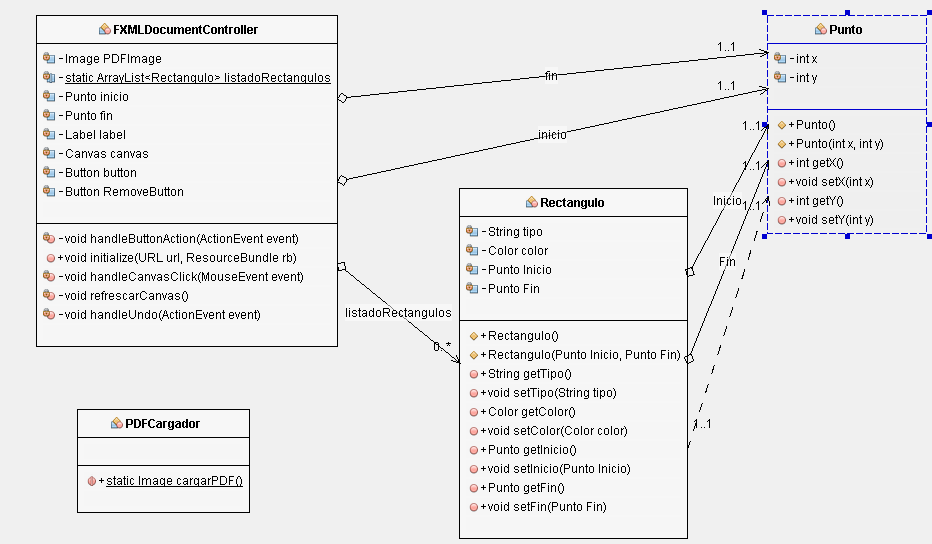 FXMLDocumentController
- Image PDFImage
- static ArrayList<Rectangulo> listadoRectangulos
- Punto inicio
- Punto fin
- Label label
- Canvas canvas
- Button button
- Button RemoveButton
- void handleButtonAction(ActionEvent event)
+ void initialize(URL url, ResourceBundle rb)
- void handleCanvasClick(MouseEvent event)
- void refrescarCanvas()
- void handleUndo(ActionEvent event)
fin
1..1
inicio
1..1
listadoRectangulos
0..*
Punto
- int x
- int y
+ Punto()
+ Punto(int x, int y)
+ int getX()
+ void setX(int x)
+ int getY()
+ void setY(int y)
1..1
1..1
Inicio
1..1
Fin
1..1
Rectangulo
- String tipo
- Color color
- Punto Inicio
- Punto Fin
+ Rectangulo()
+ Rectangulo(Punto Inicio, Punto Fin)
+ String getTipo()
+ void setTipo(String tipo)
+ Color getColor()
+ void setColor(Color color)
+ Punto getInicio()
+ void setInicio(Punto Inicio)
+ Punto getFin()
+ void setFin(Punto Fin)
PDFCargador
+ static Image cargarPDF()